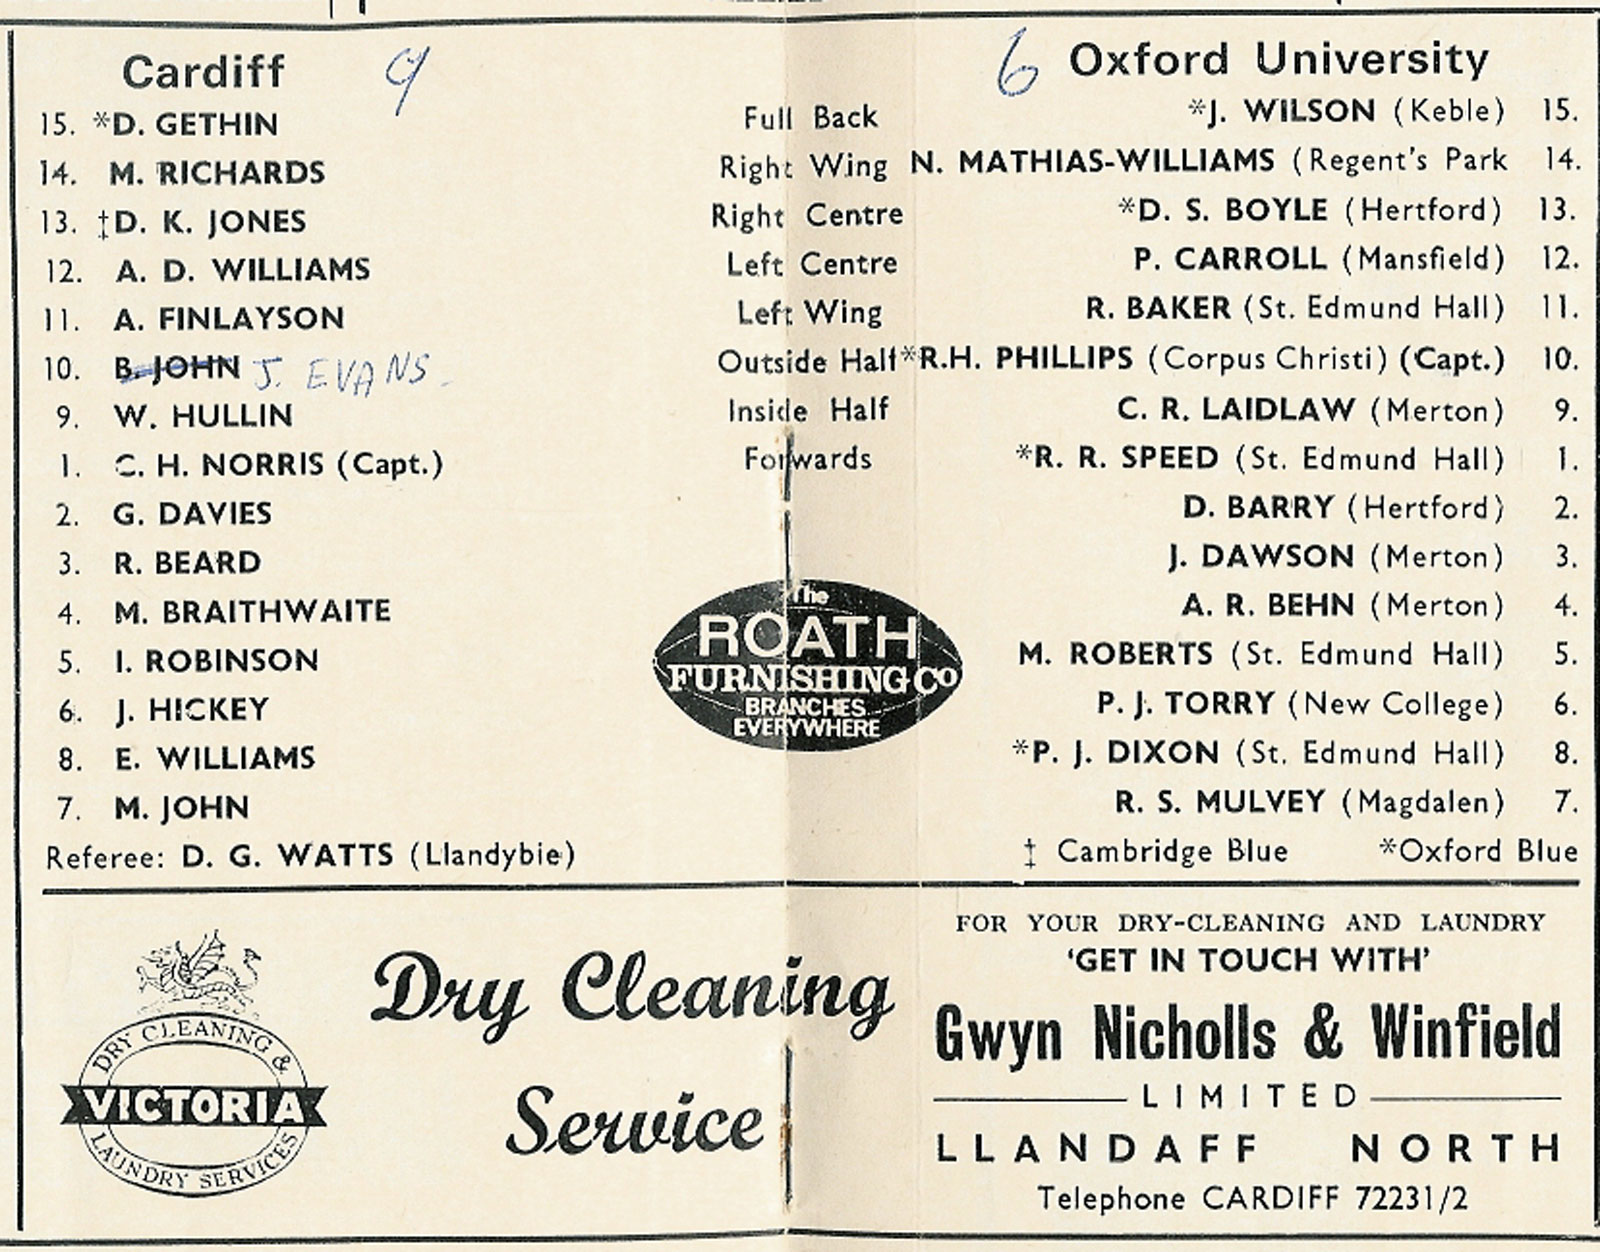 Cardiff 9 6 Oxford University
15. *D. GETHIN Full Back *J. WILSON (Keble) 15.
14. M. RICHARDS Right Wing N. MATHIAS-WILLIAMS (Regent's Park 14.
13. ‡D. K. JONES Right Centre *D. S. BOYLE (Hertford) 13.
12. A. D. WILLIAMS Left Centre P. CARROLL (Mansfield) 12.
11. A. FINLAYSON Left Wing R. BAKER (St. Edmund Hall) 11.
10. B. JOHN J. EVANS. Outside Half *R.H. PHILLIPS (Corpus Christi) (Capt.) 10.
9. W. HULLIN Inside Half C. R. LAIDLAW (Merton) 9.
1. C. H. NORRIS (Capt.) Forwards *R. R. SPEED (St. Edmund Hall) 1.
2. G. DAVIES D. BARRY (Hertford) 2.
3. R. BEARD J. DAWSON (Merton) 3.
4. M. BRAITHWAITE A. R. BEHN (Merton) 4.
5. I. ROBINSON M. ROBERTS (St. Edmund Hall) 5.
6. J. HICKEY P. J. TORRY (New College) 6.
8. E. WILLIAMS *P. J. DIXON (St. Edmund Hall) 8.
7. M. JOHN R. S. MULVEY (Magdalen) 7.
Referee: D. G. WATTS (Llandybie) ‡ Cambridge Blue *Oxford Blue
The
ROATH
FURNISHING CO
BRANCHES
EVERYWHERE
DRY CLEANING &
VICTORIA
LAUNDRY SERVICES
Dry Cleaning
Service
FOR YOUR DRY-CLEANING AND LAUNDRY
'GET IN TOUCH WITH'
Gwyn Nicholls & Winfield
LIMITED
LLANDAFF NORTH
Telephone CARDIFF 72231/2